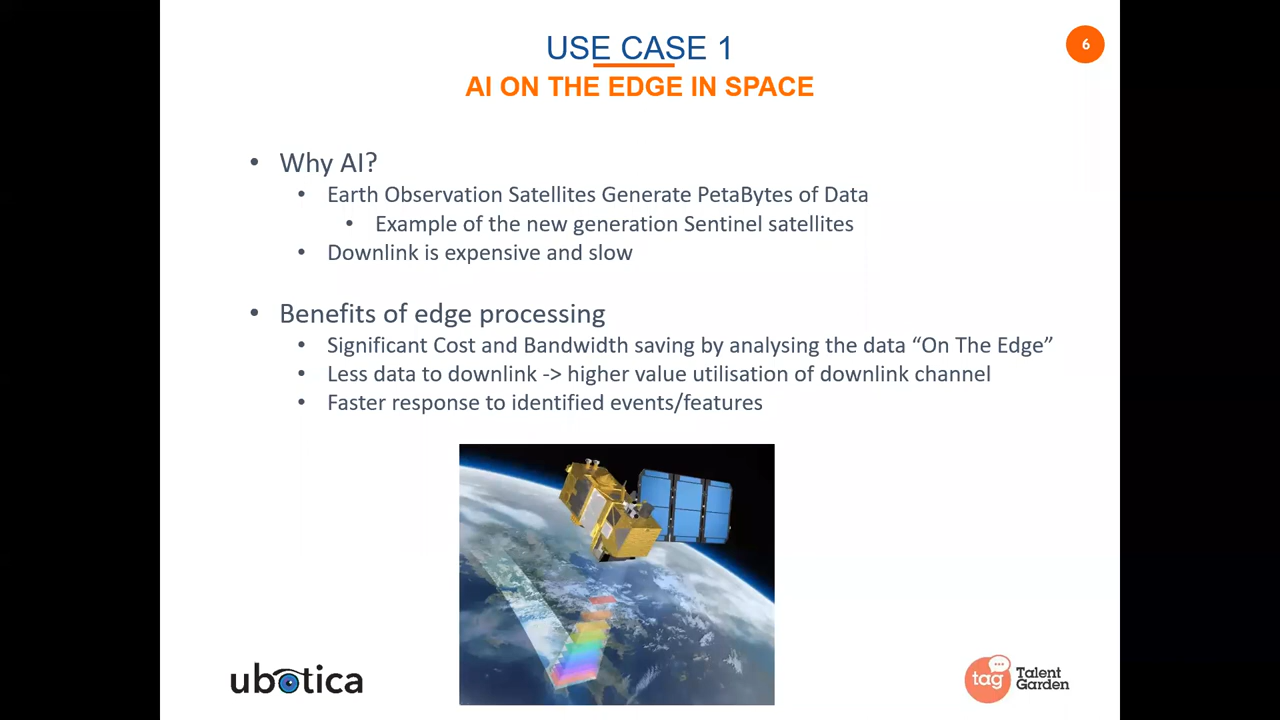 USE CASE 1
6
AI ON THE EDGE IN SPACE
• Why AI?
• Earth Observation Satellites Generate PetaBytes of Data
• Example of the new generation Sentinel satellites
• Downlink is expensive and slow
• Benefits of edge processing
• Significant Cost and Bandwidth saving by analysing the data “On The Edge”
• Less data to downlink -> higher value utilisation of downlink channel
• Faster response to identified events/features
ubotica
tag
Talent
Garden